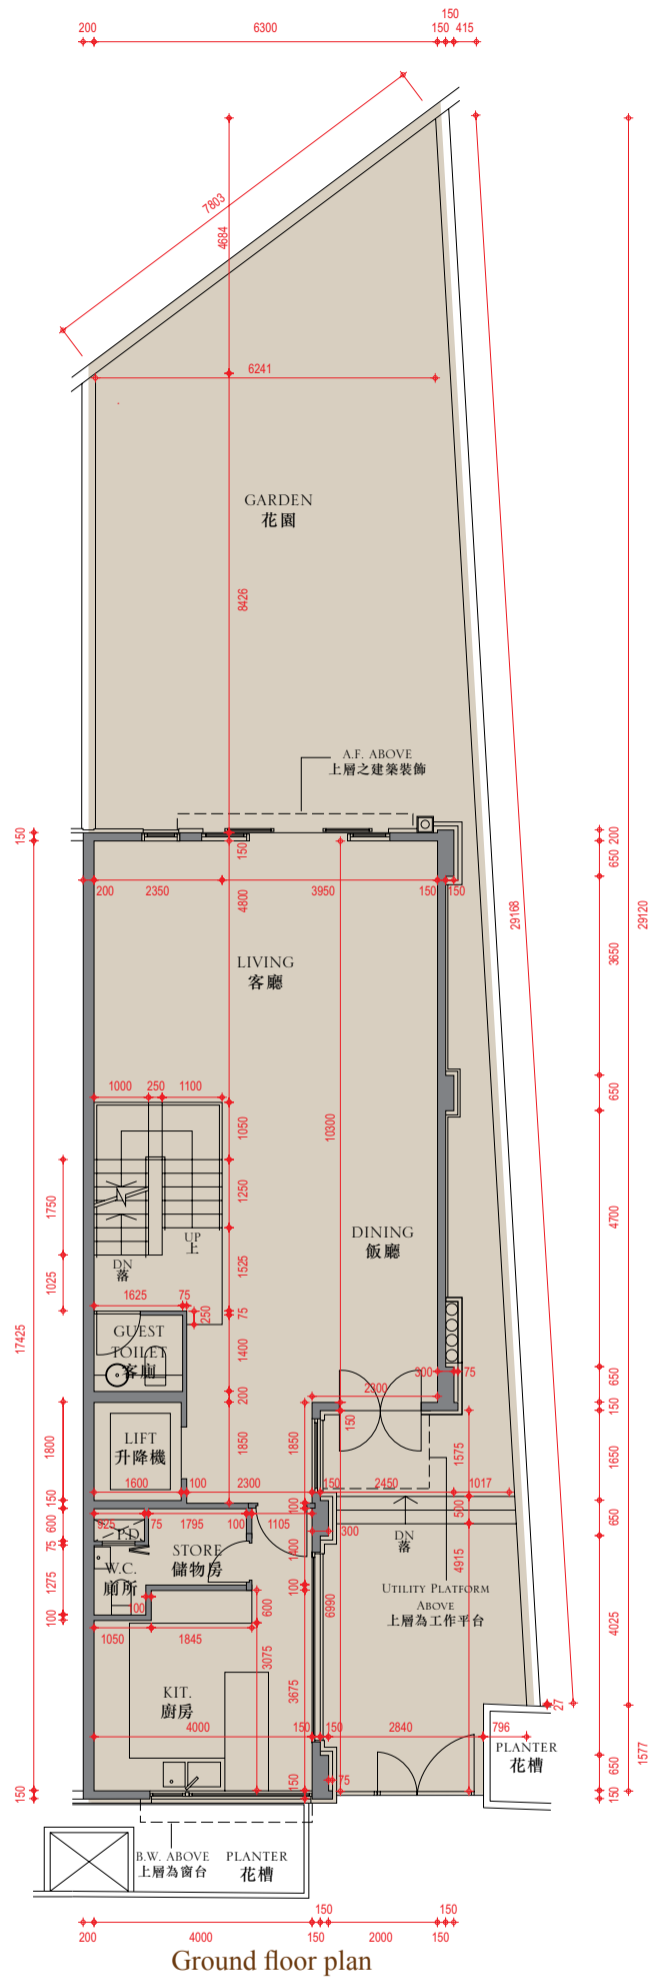 150
200
6300
150
415
7803
4684
6241
GARDEN
花園
8426
A.F. ABOVE
上層之建築裝飾
150
150
200
650
200
2350
4800
3950
150
150
29168
29120
3650
LIVING
客廳
1000
250
1100
1050
10300
650
1750
1250
DINING
飯廳
4700
UP
上
DN
落
1525
1025
1625
75
250
75
17425
GUEST
TOILET
客廁
1400
300
75
650
2300
200
150
150
LIFT
升降機
1800
1850
1850
1575
1650
1600
100
2300
150
2450
1017
150
100
500
600
925
75
1795
100
1105
300
650
P.D.
DN
落
75
STORE
儲物房
1400
4915
W.C.
廁所
1275
UTILITY PLATFORM
ABOVE
上層為工作平台
100
100
100
600
6990
4025
1050
1845
3075
3675
KIT.
廚房
27
4000
150
150
2840
796
PLANTER
花槽
1577
650
75
150
150
150
B.W. ABOVE
上層為窗台
PLANTER
花槽
150
150
200
4000
150
2000
150
Ground floor plan